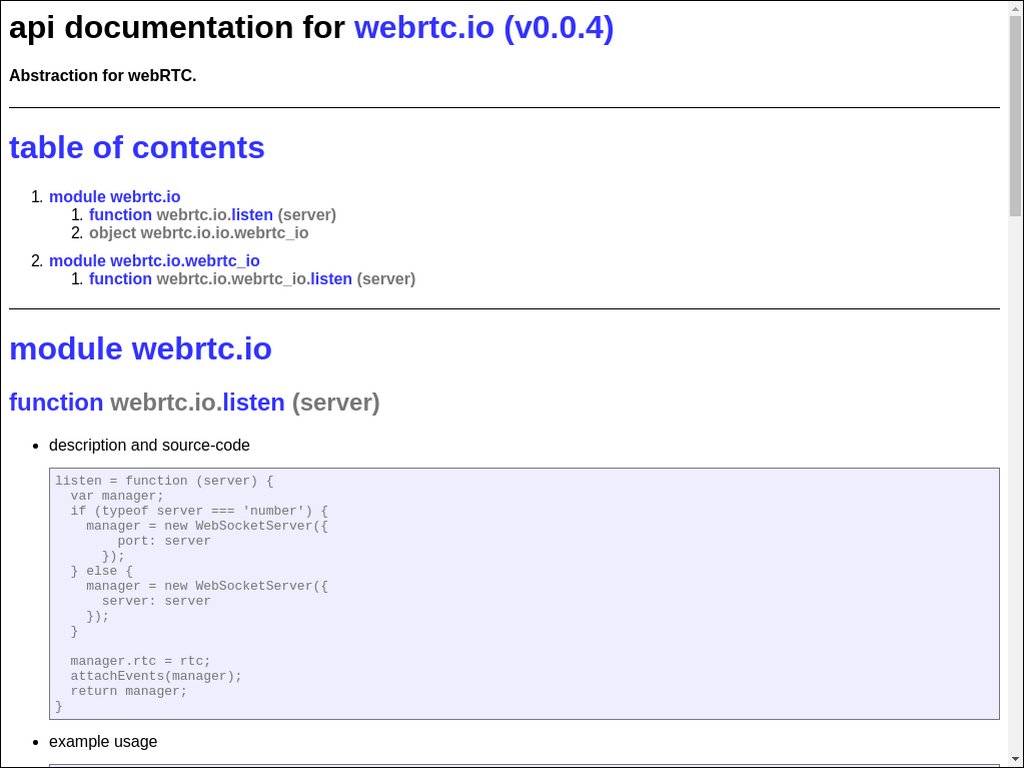 api documentation for webrtc.io (v0.0.4)
Abstraction for webRTC.
table of contents
1. module webrtc.io
1. function webrtc.io.listen (server)
2. object webrtc.io.io.webrtc_io
2. module webrtc.io.webrtc_io
1. function webrtc.io.webrtc_io.listen (server)
module webrtc.io
function webrtc.io.listen (server)
• description and source-code
listen = function (server) {
  var manager;
  if (typeof server === 'number') {
    manager = new WebSocketServer({
        port: server
      });
  } else {
    manager = new WebSocketServer({
      server: server
    });
  }
  manager.rtc = rtc;
  attachEvents(manager);
  return manager;
}
• example usage